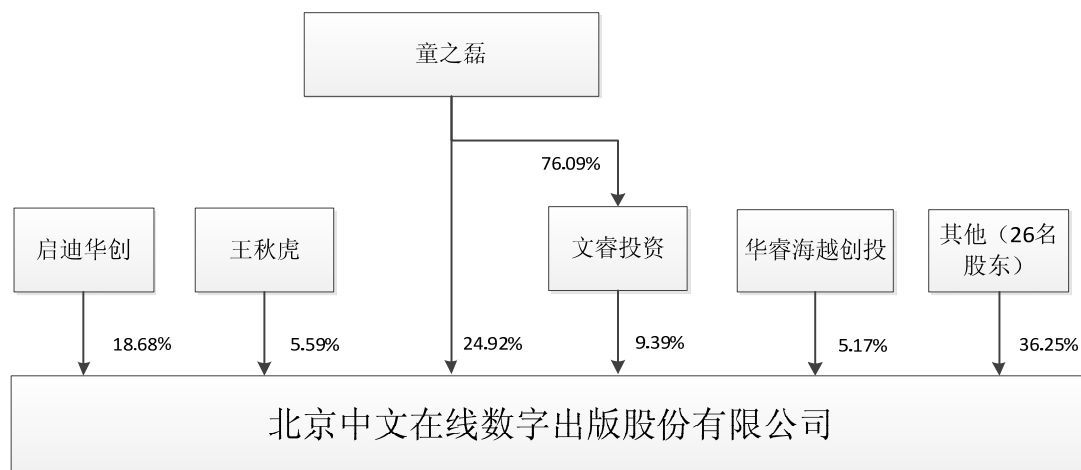 童之磊
76.09%
启迪华创
王秋虎
文睿投资
华睿海越创投
其他（26名
股东）
18.68%
5.59%
24.92%
9.39%
5.17%
36.25%
北京中文在线数字出版股份有限公司